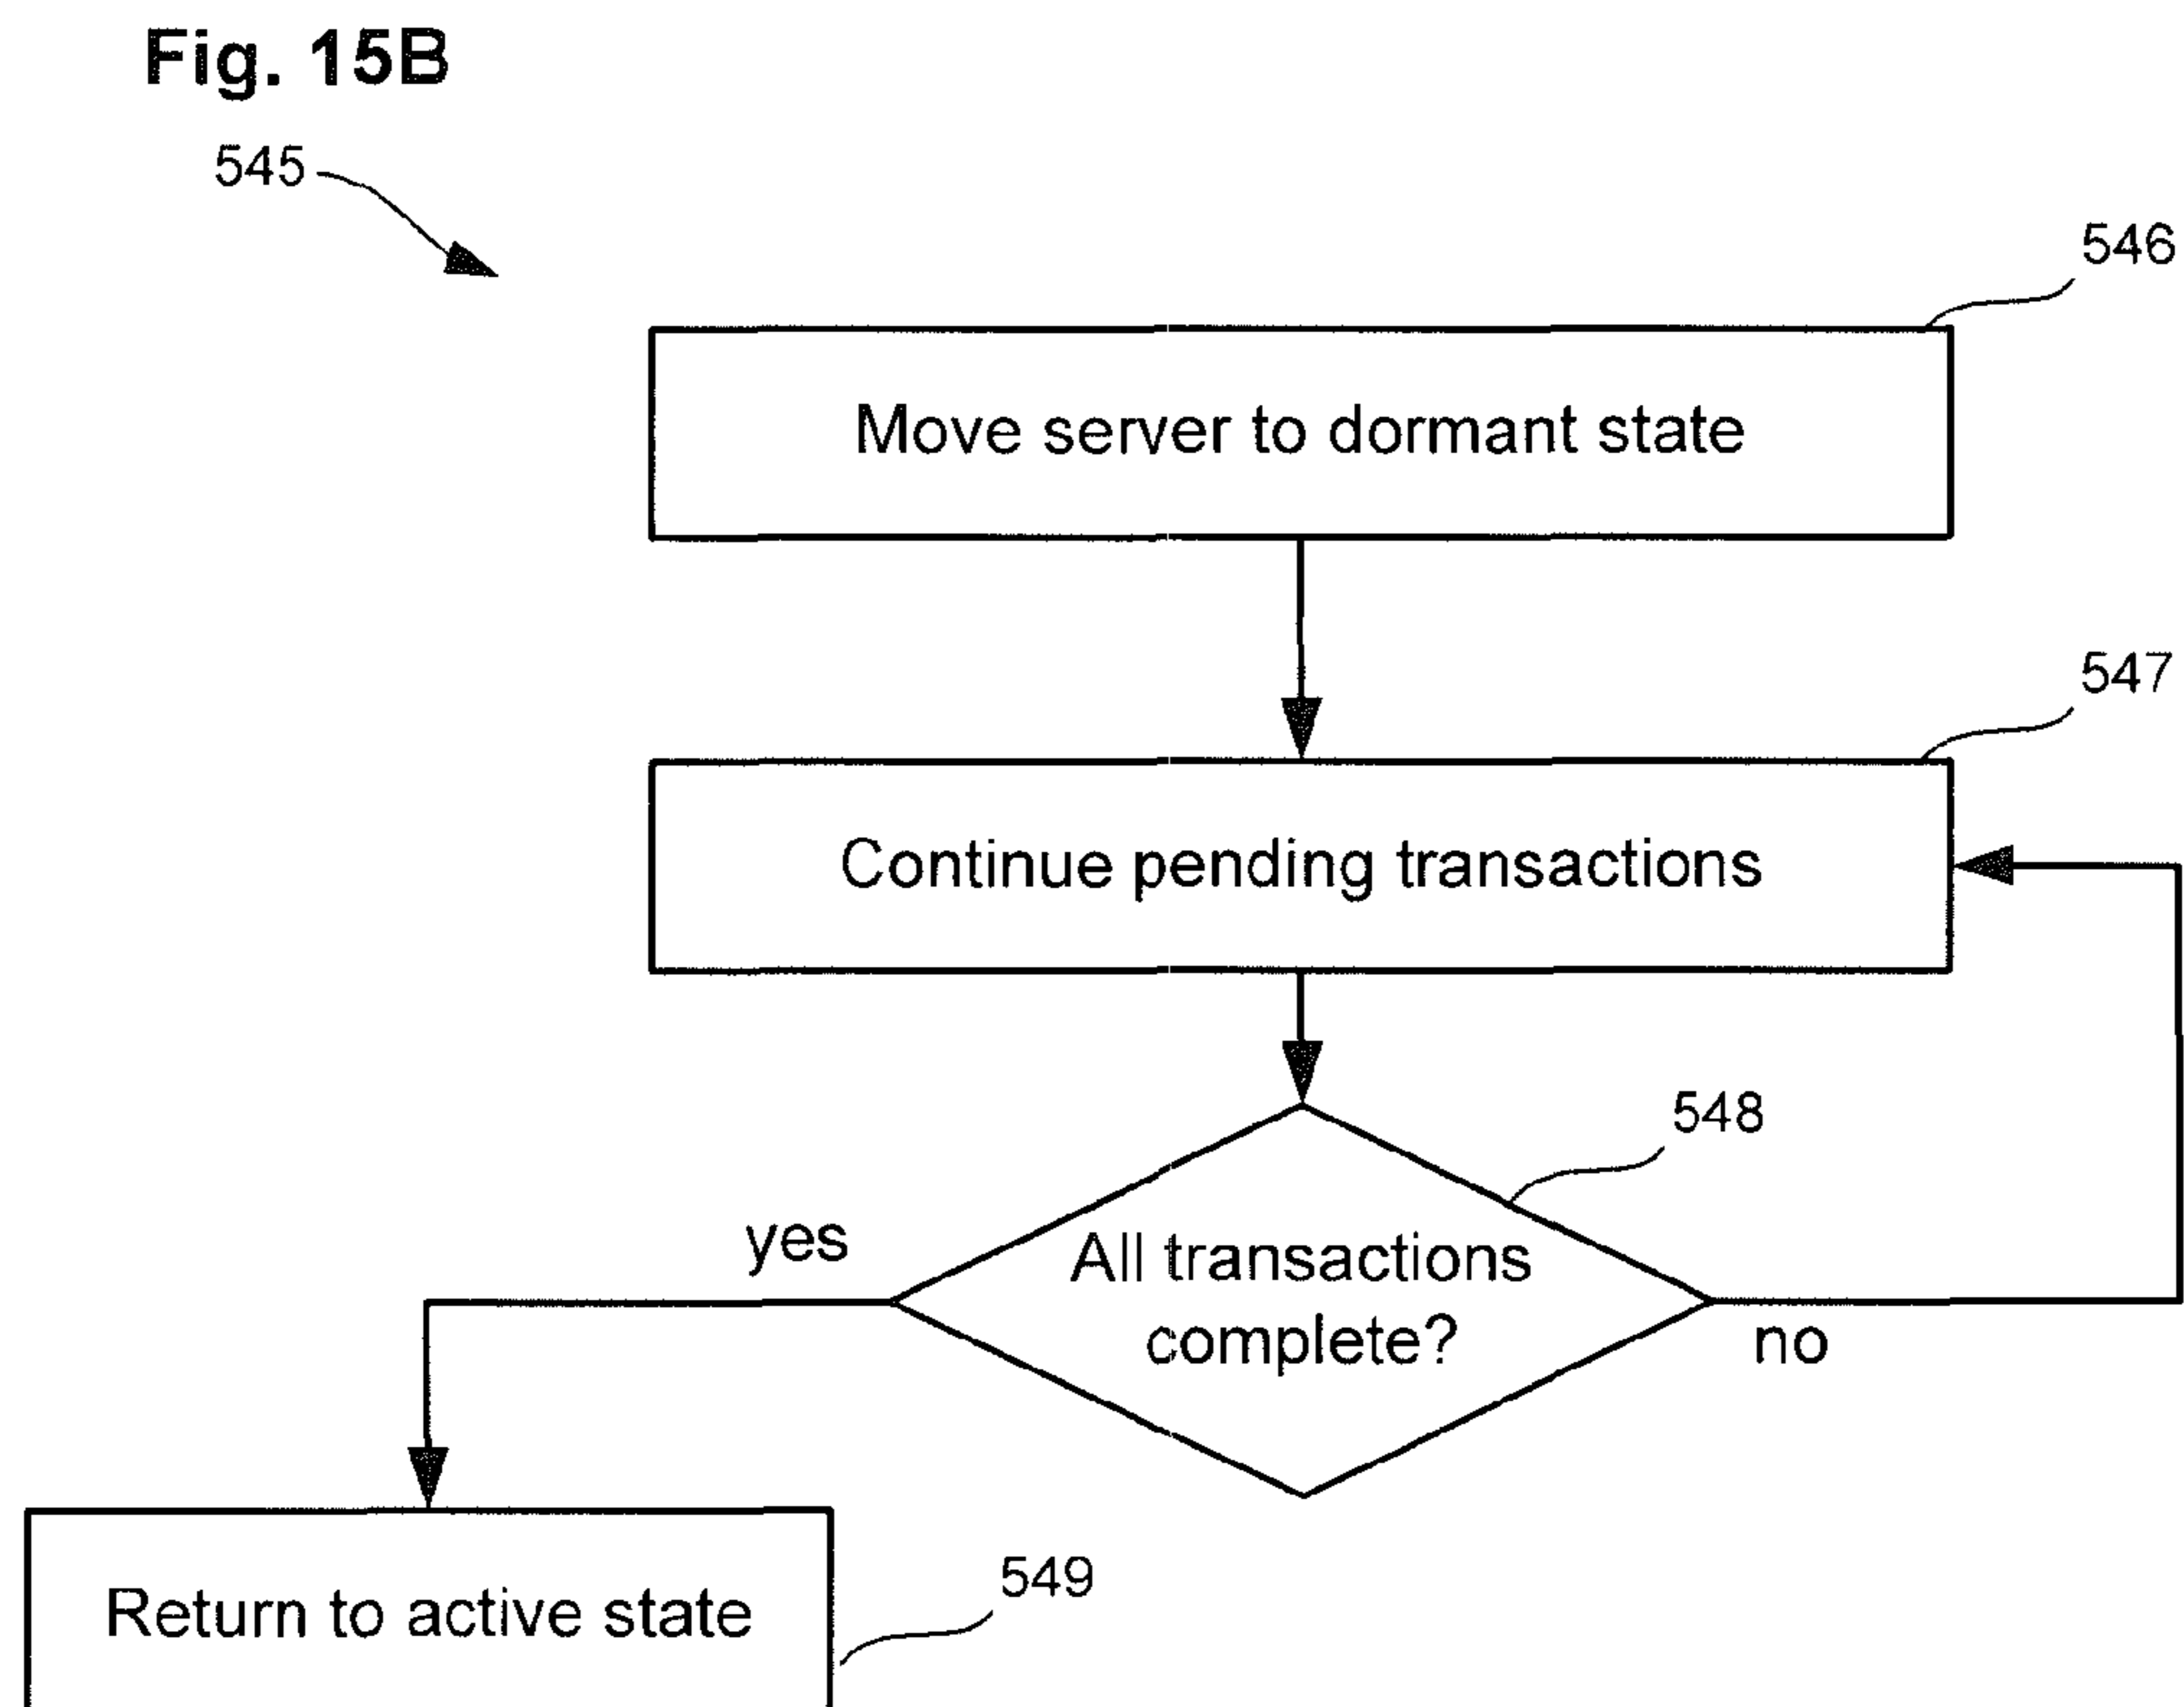 Fig. 15B
545
546
Move server to dormant state
547
Continue pending transactions
548
yes
All transactions
complete?
no
549
Return to active state